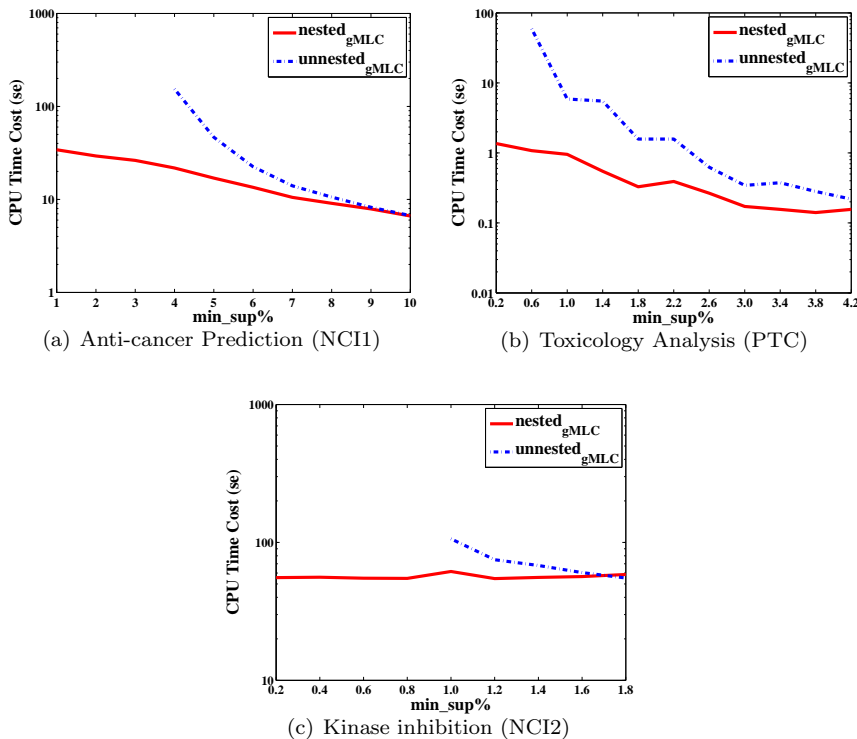 1000
100
10
1
CPU Time Cost (se)
nested_gMLC
unnested_gMLC
1 2 3 4 5 6 7 8 9 10
min_sup%
(a) Anti-cancer Prediction (NCI1)
100
10
1
0.1
0.01
CPU Time Cost (se)
nested_gMLC
unnested_gMLC
0.2 0.6 1.0 1.4 1.8 2.2 2.6 3.0 3.4 3.8 4.2
min_sup%
(b) Toxicology Analysis (PTC)
1000
100
10
CPU Time Cost (se)
nested_gMLC
unnested_gMLC
0.2 0.4 0.6 0.8 1.0 1.2 1.4 1.6 1.8
min_sup%
(c) Kinase inhibition (NCI2)